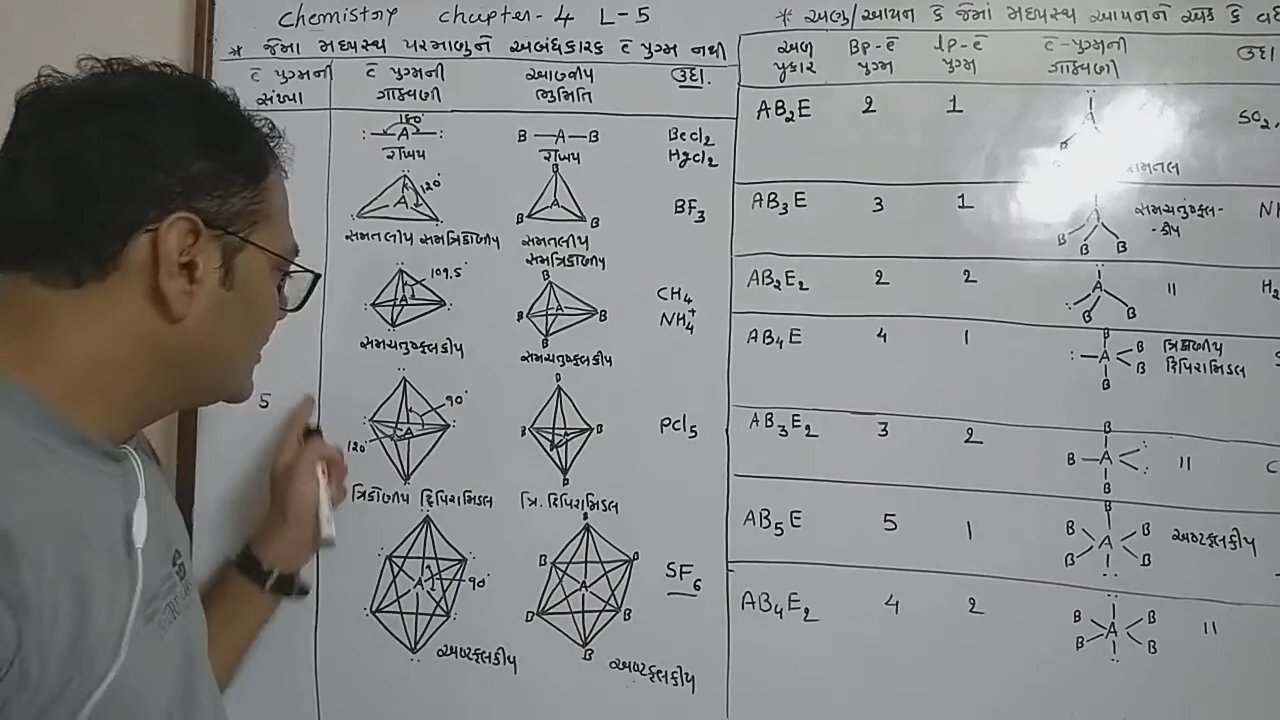 Chemistry chapter-4 L-5
* જેમાં મધ્યસ્થ પરમાણુને અબંધકારક ē યુગ્મ નથી
ē યુગ્મની સંખ્યા
ē યુગ્મની ગોઠવણી
આણ્વીય ભુમિતિ
ઉદા.
180°
: — A — :
રેખીય
B — A — B
રેખીય
BeCl₂
HgCl₂
120°
A
સમતલીય સમત્રિકોણીય
B
A
B B
સમતલીય
સમત્રિકોણીય
BF₃
109.5°
A
સમચતુષ્ફલકીય
B
B A B
B
સમચતુષ્ફલકીય
CH₄
NH₄⁺
5
90°
120 A
ત્રિકોણીય દ્વિપિરામિડલ
B
B B
B
ત્રિ. દ્વિપિરામિડલ
PCl₅
A 90°
અષ્ટફલકીય
B
A
B B
B
અષ્ટફલકીય
SF₆
* અણુ/આયન કે જેમાં મધ્યસ્થ આયનને એક કે
અણુ પ્રકાર
BP-ē યુગ્મ
lP-ē યુગ્મ
ē-યુગ્મની ગોઠવણી
ઉદા
AB₂E 2 1 A B SO₂
AB₃E 3 1 A B B B સમચતુષ્ફલ-
-કીય
AB₂E₂ 2 2 A B B "
AB₄E 4 1 B :—A B B B ત્રિકોણીય
દ્વિપિરામિડલ
AB₃E₂ 3 2 B B—A B "
AB₅E 5 1 B B B A B B અષ્ટફલકીય
AB₄E₂ 4 2 B B A B B "